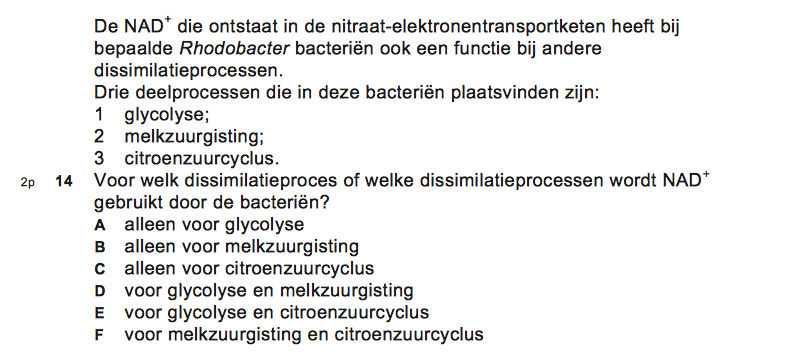 De NAD⁺ die ontstaat in de nitraat-elektronentransportketen heeft bij
bepaalde Rhodobacter bacteriën ook een functie bij andere
dissimilatieprocessen.
Drie deelprocessen die in deze bacteriën plaatsvinden zijn:
1 glycolyse;
2 melkzuurgisting;
3 citroenzuurcyclus.
2p 14 Voor welk dissimilatieproces of welke dissimilatieprocessen wordt NAD⁺
gebruikt door de bacteriën?
A alleen voor glycolyse
B alleen voor melkzuurgisting
C alleen voor citroenzuurcyclus
D voor glycolyse en melkzuurgisting
E voor glycolyse en citroenzuurcyclus
F voor melkzuurgisting en citroenzuurcyclus